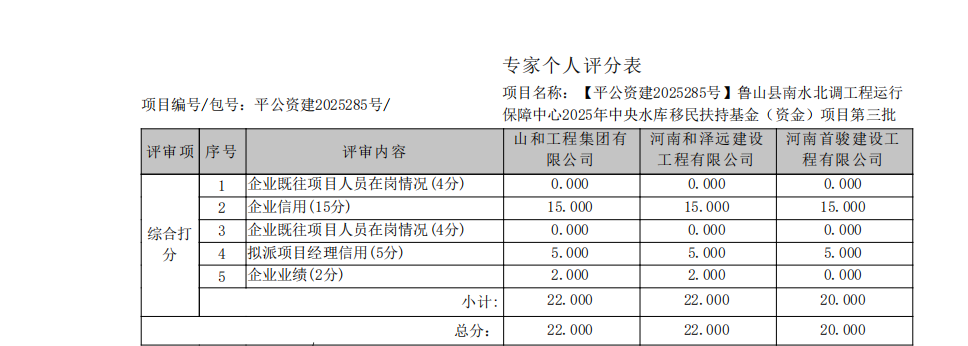 专家个人评分表
项目编号/包号：平公资建2025285号/
项目名称：【平公资建2025285号】鲁山县南水北调工程运行
保障中心2025年中央水库移民扶持基金（资金）项目第三批
评审项 序号 评审内容 山和工程集团有限公司 河南和泽远建设工程有限公司 河南首骏建设工程有限公司
综合打分
1 企业既往项目人员在岗情况(4分) 0.000 0.000 0.000
2 企业信用(15分) 15.000 15.000 15.000
3 企业既往项目人员在岗情况(4分) 0.000 0.000 0.000
4 拟派项目经理信用(5分) 5.000 5.000 5.000
5 企业业绩(2分) 2.000 2.000 0.000
小计: 22.000 22.000 20.000
总分： 22.000 22.000 20.000